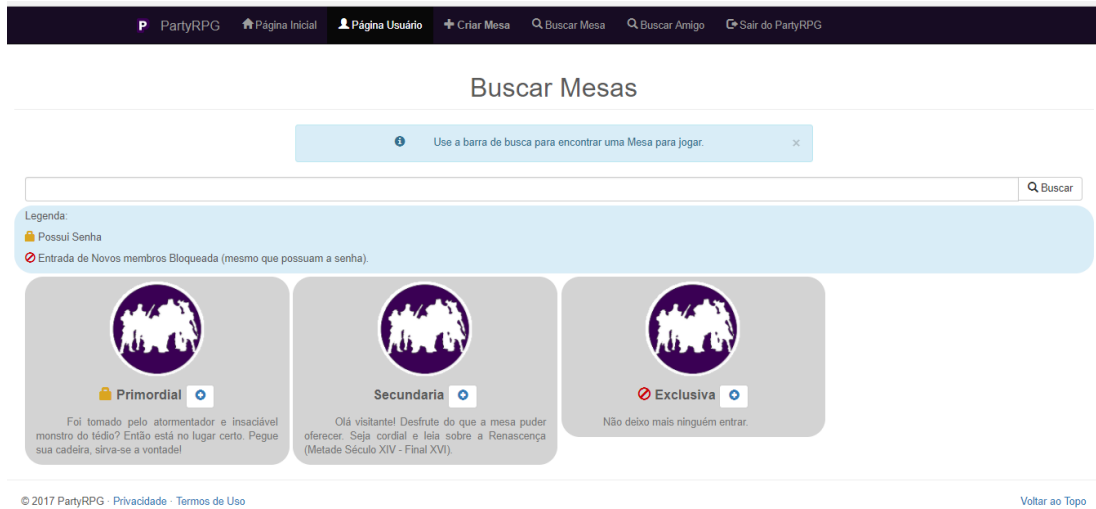 P PartyRPG Página Inicial Página Usuário Criar Mesa Buscar Mesa Buscar Amigo Sair do PartyRPG
Buscar Mesas
Use a barra de busca para encontrar uma Mesa para jogar. ×
Buscar
Legenda:
Possui Senha
Entrada de Novos membros Bloqueada (mesmo que possuam a senha).
Primordial
Foi tomado pelo atormentador e insaciável
monstro do tédio? Então está no lugar certo. Pegue
sua cadeira, sirva-se a vontade!
Secundaria
Olá visitante! Desfrute do que a mesa puder
oferecer. Seja cordial e leia sobre a Renascença
(Metade Século XIV - Final XVI).
Exclusiva
Não deixo mais ninguém entrar.
© 2017 PartyRPG · Privacidade · Termos de Uso
Voltar ao Topo